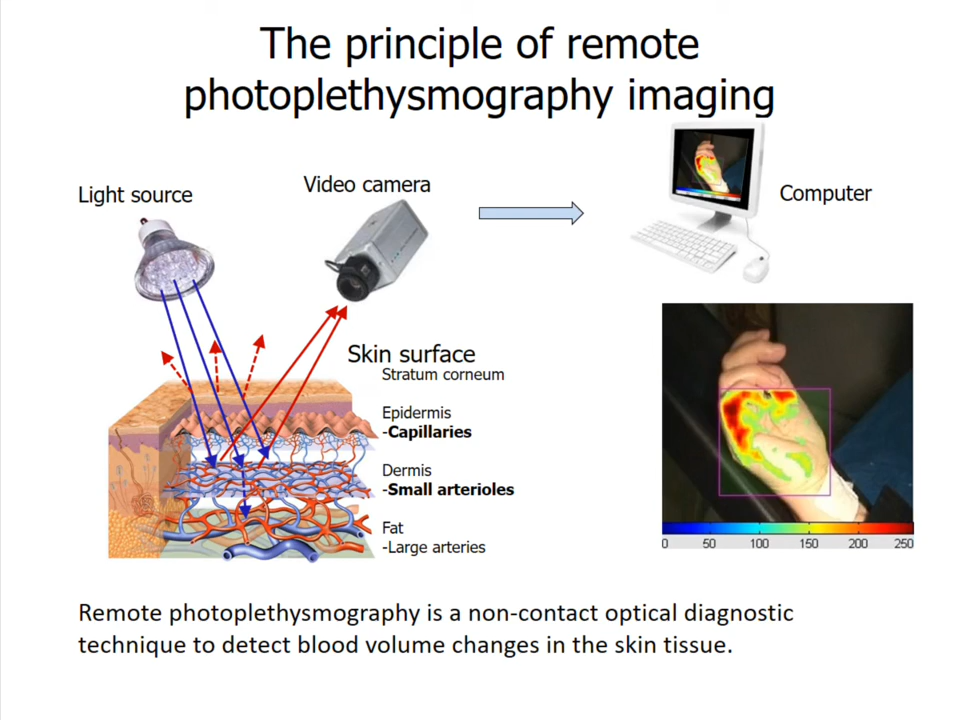 The principle of remote
photoplethysmography imaging
Light source
Video camera
Computer
Skin surface
Stratum corneum
Epidermis
-Capillaries
Dermis
-Small arterioles
Fat
-Large arteries
0 50 100 150 200 250
Remote photoplethysmography is a non-contact optical diagnostic
technique to detect blood volume changes in the skin tissue.